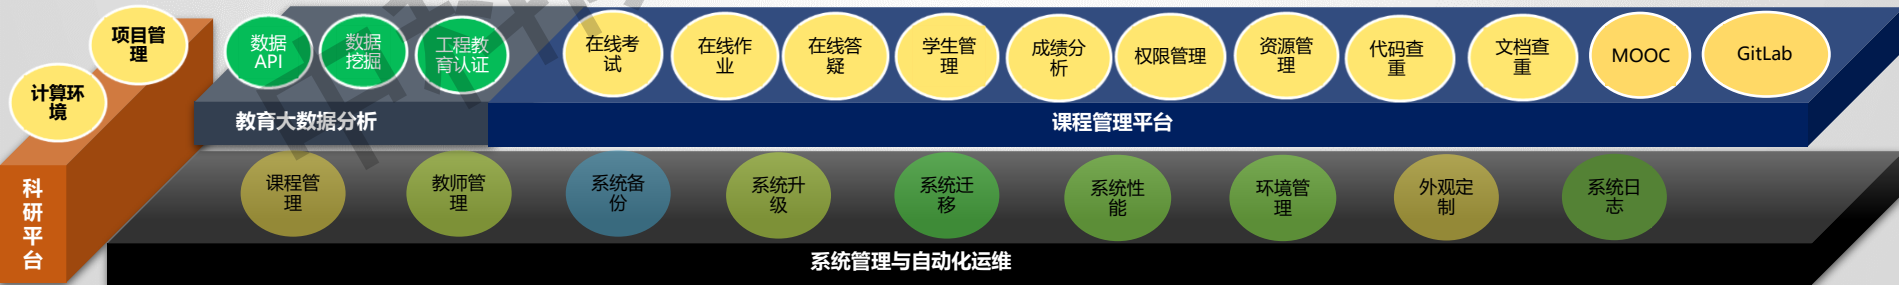 项目管
理
计算环
境
科
研
平
台
数据
API
数据
挖掘
工程教
育认证
教育大数据分析
在线考
试
在线作
业
在线答
疑
学生管
理
成绩分
析
权限管理
资源管
理
代码查
重
文档查
重
MOOC
GitLab
课程管理平台
课程管
理
教师管
理
系统备
份
系统升
级
系统迁
移
系统性
能
环境管
理
外观定
制
系统日
志
系统管理与自动化运维